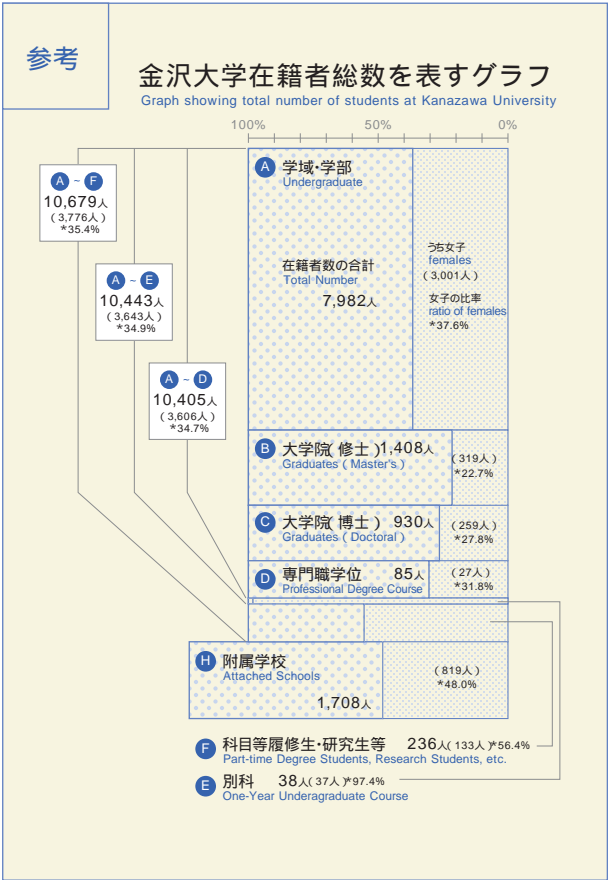 参考
金沢大学在籍者総数を表すグラフ
Graph showing total number of students at Kanazawa University
100% 50% 0%
A ~ F
10,679人
(3,776人)
*35.4%
A ~ E
10,443人
(3,643人)
*34.9%
A ~ D
10,405人
(3,606人)
*34.7%
A 学域・学部
Undergraduate
在籍者数の合計
Total Number
7,982人
うち女子
females
(3,001人)
女子の比率
ratio of females
*37.6%
B 大学院(修士)1,408人
Graduates (Master's)
(319人)
*22.7%
C 大学院(博士) 930人
Graduates (Doctoral)
(259人)
*27.8%
D 専門職学位 85人
Professional Degree Course
(27人)
*31.8%
H 附属学校
Attached Schools
1,708人
(819人)
*48.0%
F 科目等履修生・研究生等 236人(133人)*56.4%
Part-time Degree Students, Research Students, etc.
E 別科 38人(37人)*97.4%
One-Year Underagraduate Course